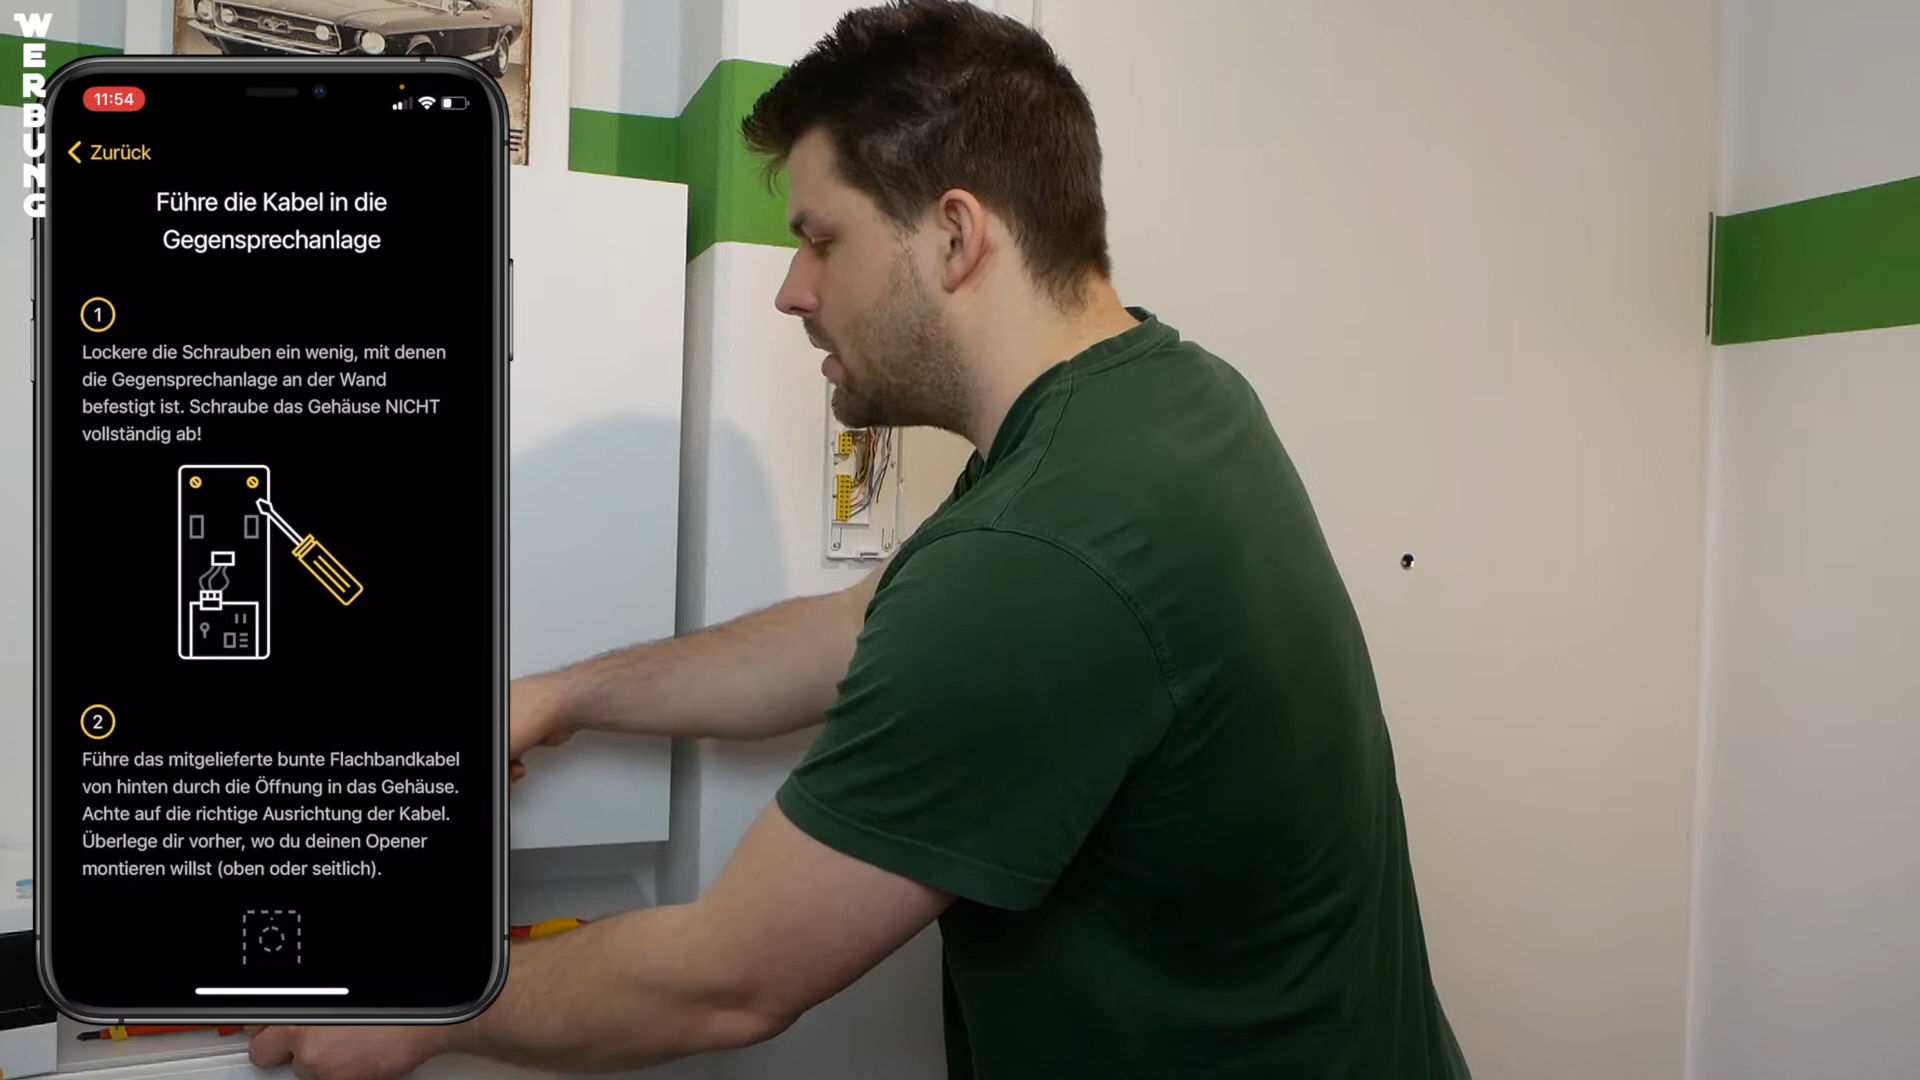 WERBUNG
11:54
Zurück
Führe die Kabel in die
Gegensprechanlage
1
Lockere die Schrauben ein wenig, mit denen
die Gegensprechanlage an der Wand
befestigt ist. Schraube das Gehäuse NICHT
vollständig ab!
2
Führe das mitgelieferte bunte Flachbandkabel
von hinten durch die Öffnung in das Gehäuse.
Achte auf die richtige Ausrichtung der Kabel.
Überlege dir vorher, wo du deinen Opener
montieren willst (oben oder seitlich).